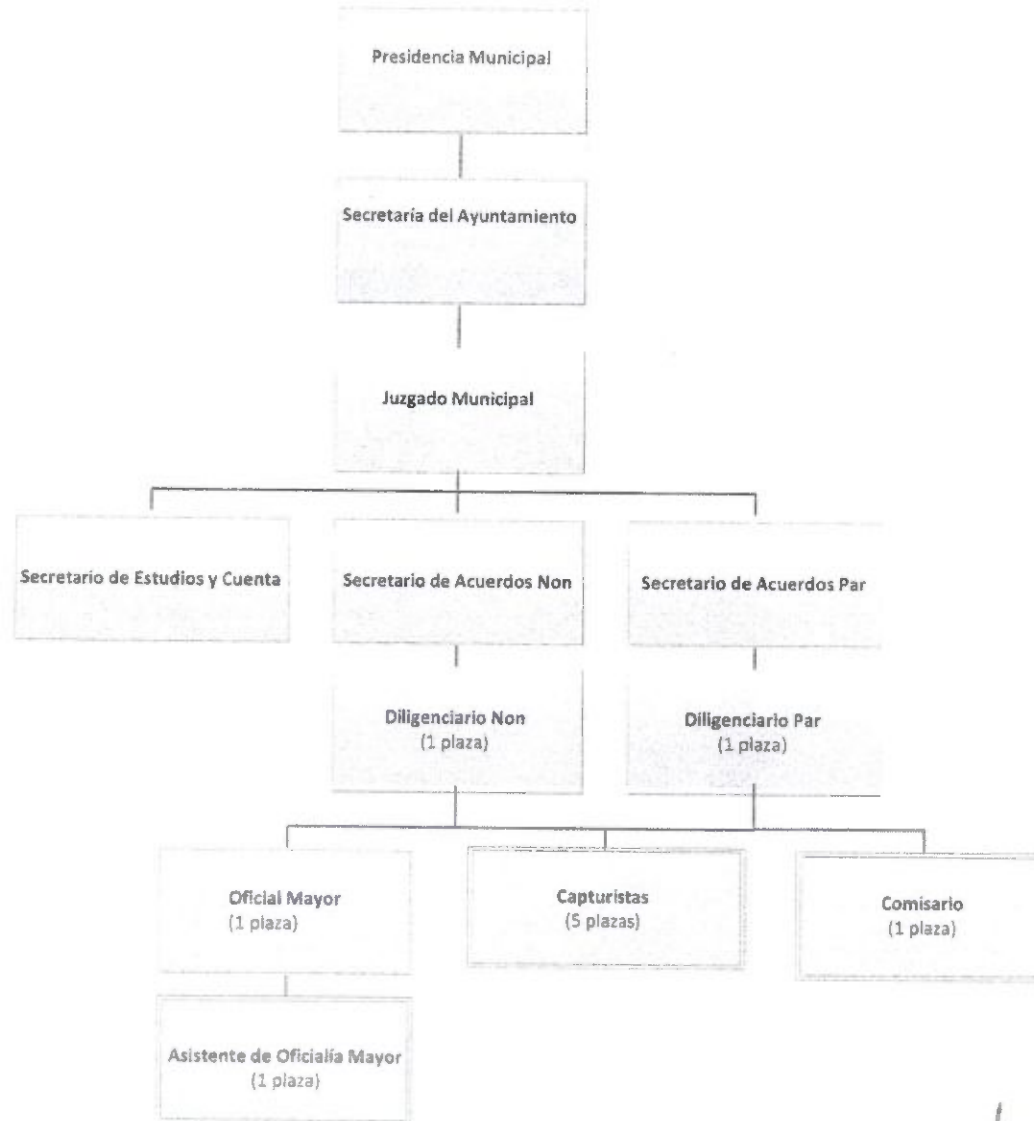 Presidencia Municipal
Secretaría del Ayuntamiento
Juzgado Municipal
Secretario de Estudios y Cuenta
Secretario de Acuerdos Non
Secretario de Acuerdos Par
Diligenciario Non
(1 plaza)
Diligenciario Par
(1 plaza)
Oficial Mayor
(1 plaza)
Capturistas
(5 plazas)
Comisario
(1 plaza)
Asistente de Oficialía Mayor
(1 plaza)